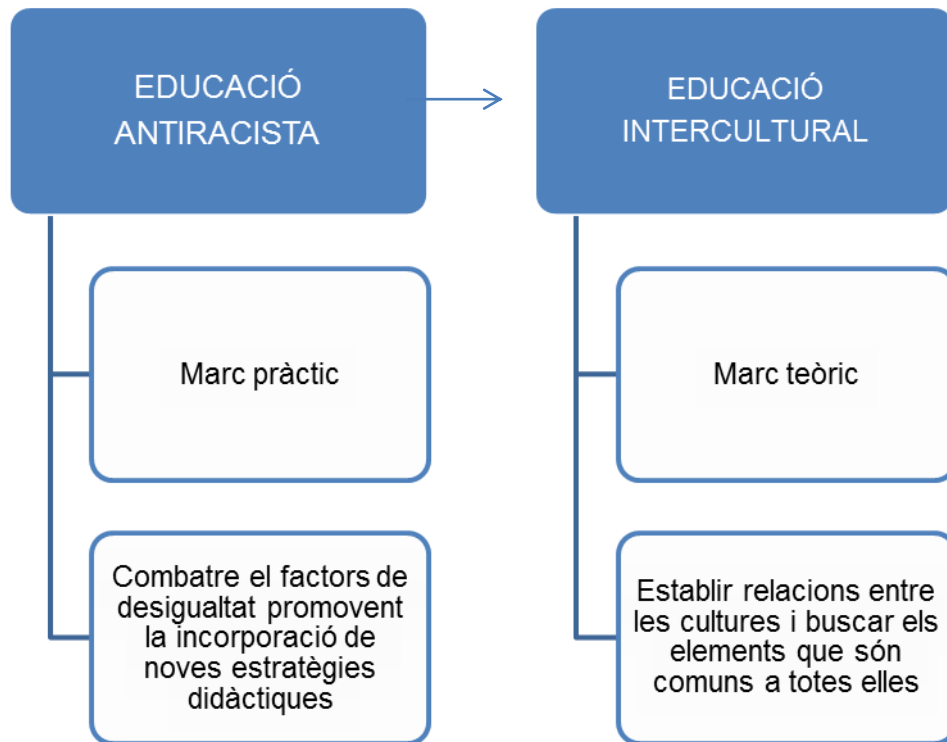 EDUCACIÓ
ANTIRACISTA
Marc pràctic
Combatre el factors de
desigualtat promovent
la incorporació de
noves estratègies
didàctiques
EDUCACIÓ
INTERCULTURAL
Marc teòric
Establir relacions entre
les cultures i buscar els
elements que són
comuns a totes elles